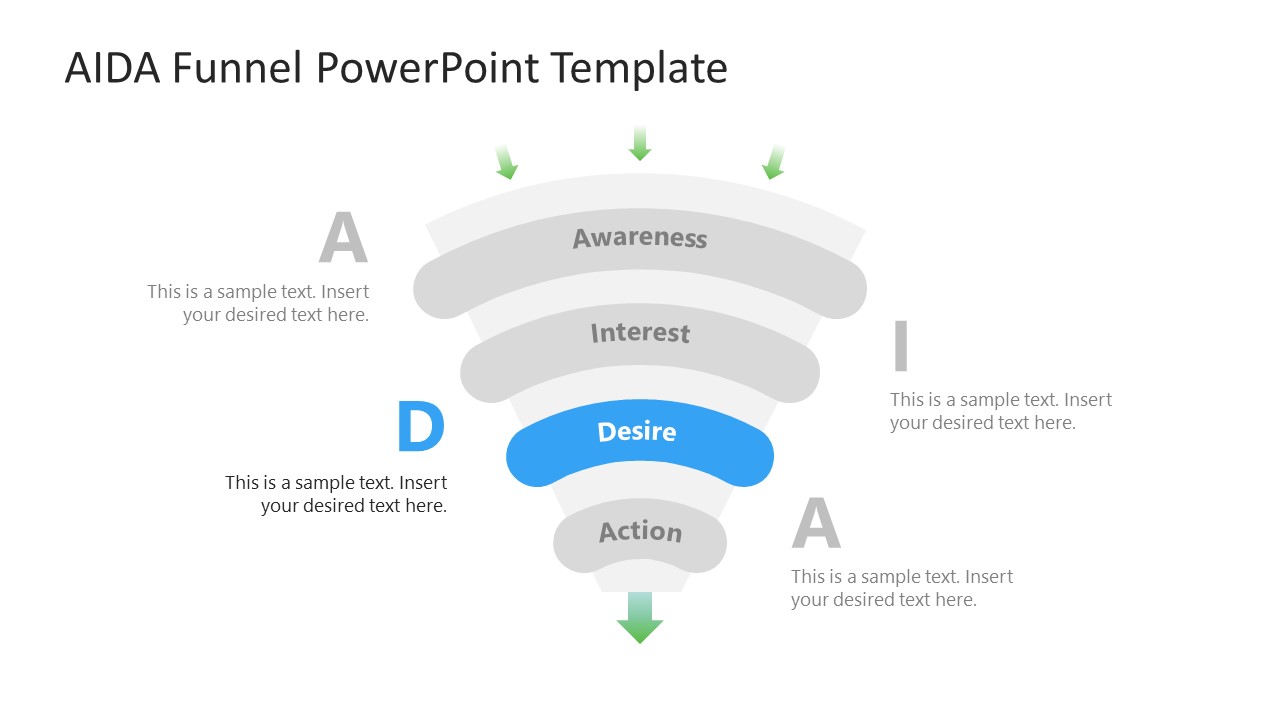 AIDA Funnel PowerPoint Template
A
This is a sample text. Insert
your desired text here.
Awareness
Interest
I
This is a sample text. Insert
your desired text here.
D
This is a sample text. Insert
your desired text here.
Desire
Action
A
This is a sample text. Insert
your desired text here.